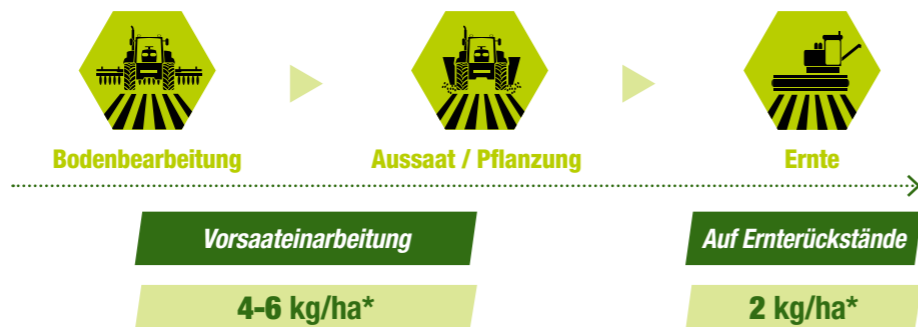 Bodenbearbeitung
Aussaat / Pflanzung
Ernte
Vorsaateinarbeitung
Auf Ernterückstände
4-6 kg/ha*
2 kg/ha*